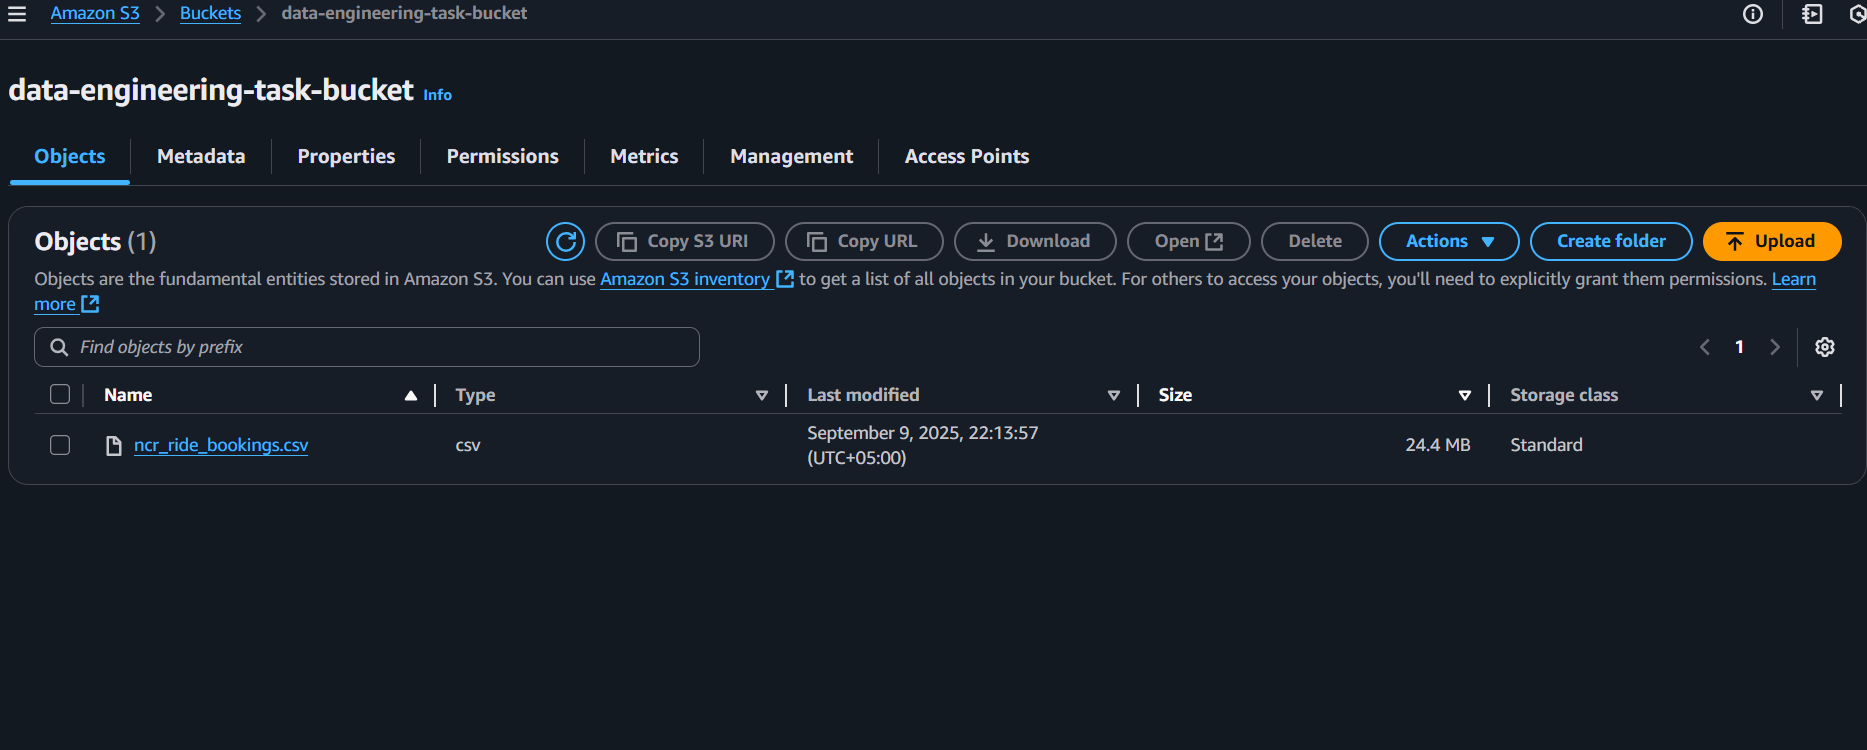 Amazon S3 > Buckets > data-engineering-task-bucket
data-engineering-task-bucket Info
Objects Metadata Properties Permissions Metrics Management Access Points
Objects (1) Copy S3 URI Copy URL Download Open Delete Actions Create folder Upload
Objects are the fundamental entities stored in Amazon S3. You can use Amazon S3 inventory to get a list of all objects in your bucket. For others to access your objects, you'll need to explicitly grant them permissions. Learn
more
Find objects by prefix 1
Name Type Last modified Size Storage class
ncr_ride_bookings.csv csv September 9, 2025, 22:13:57
(UTC+05:00) 24.4 MB Standard